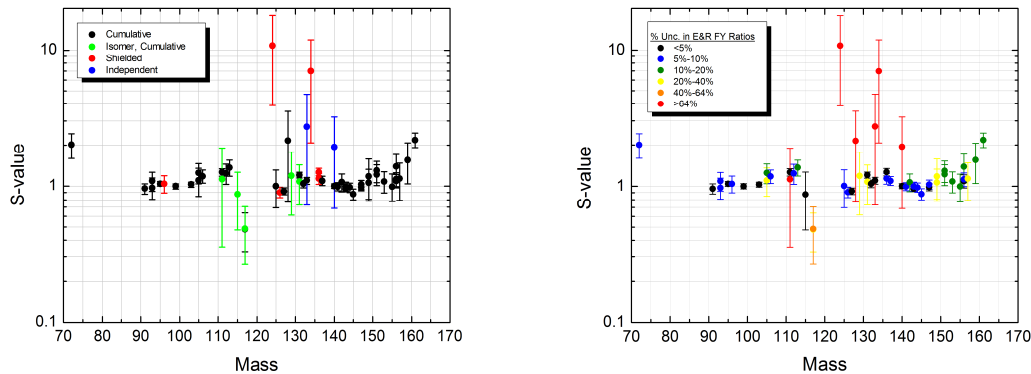 Cumulative
Isomer, Cumulative
Shielded
Independent
10
1
0.1
S-value
70 80 90 100 110 120 130 140 150 160 170
Mass
% Unc. in E&R FY Ratios
<5%
5%-10%
10%-20%
20%-40%
40%-64%
>64%
10
1
0.1
S-value
70 80 90 100 110 120 130 140 150 160 170
Mass